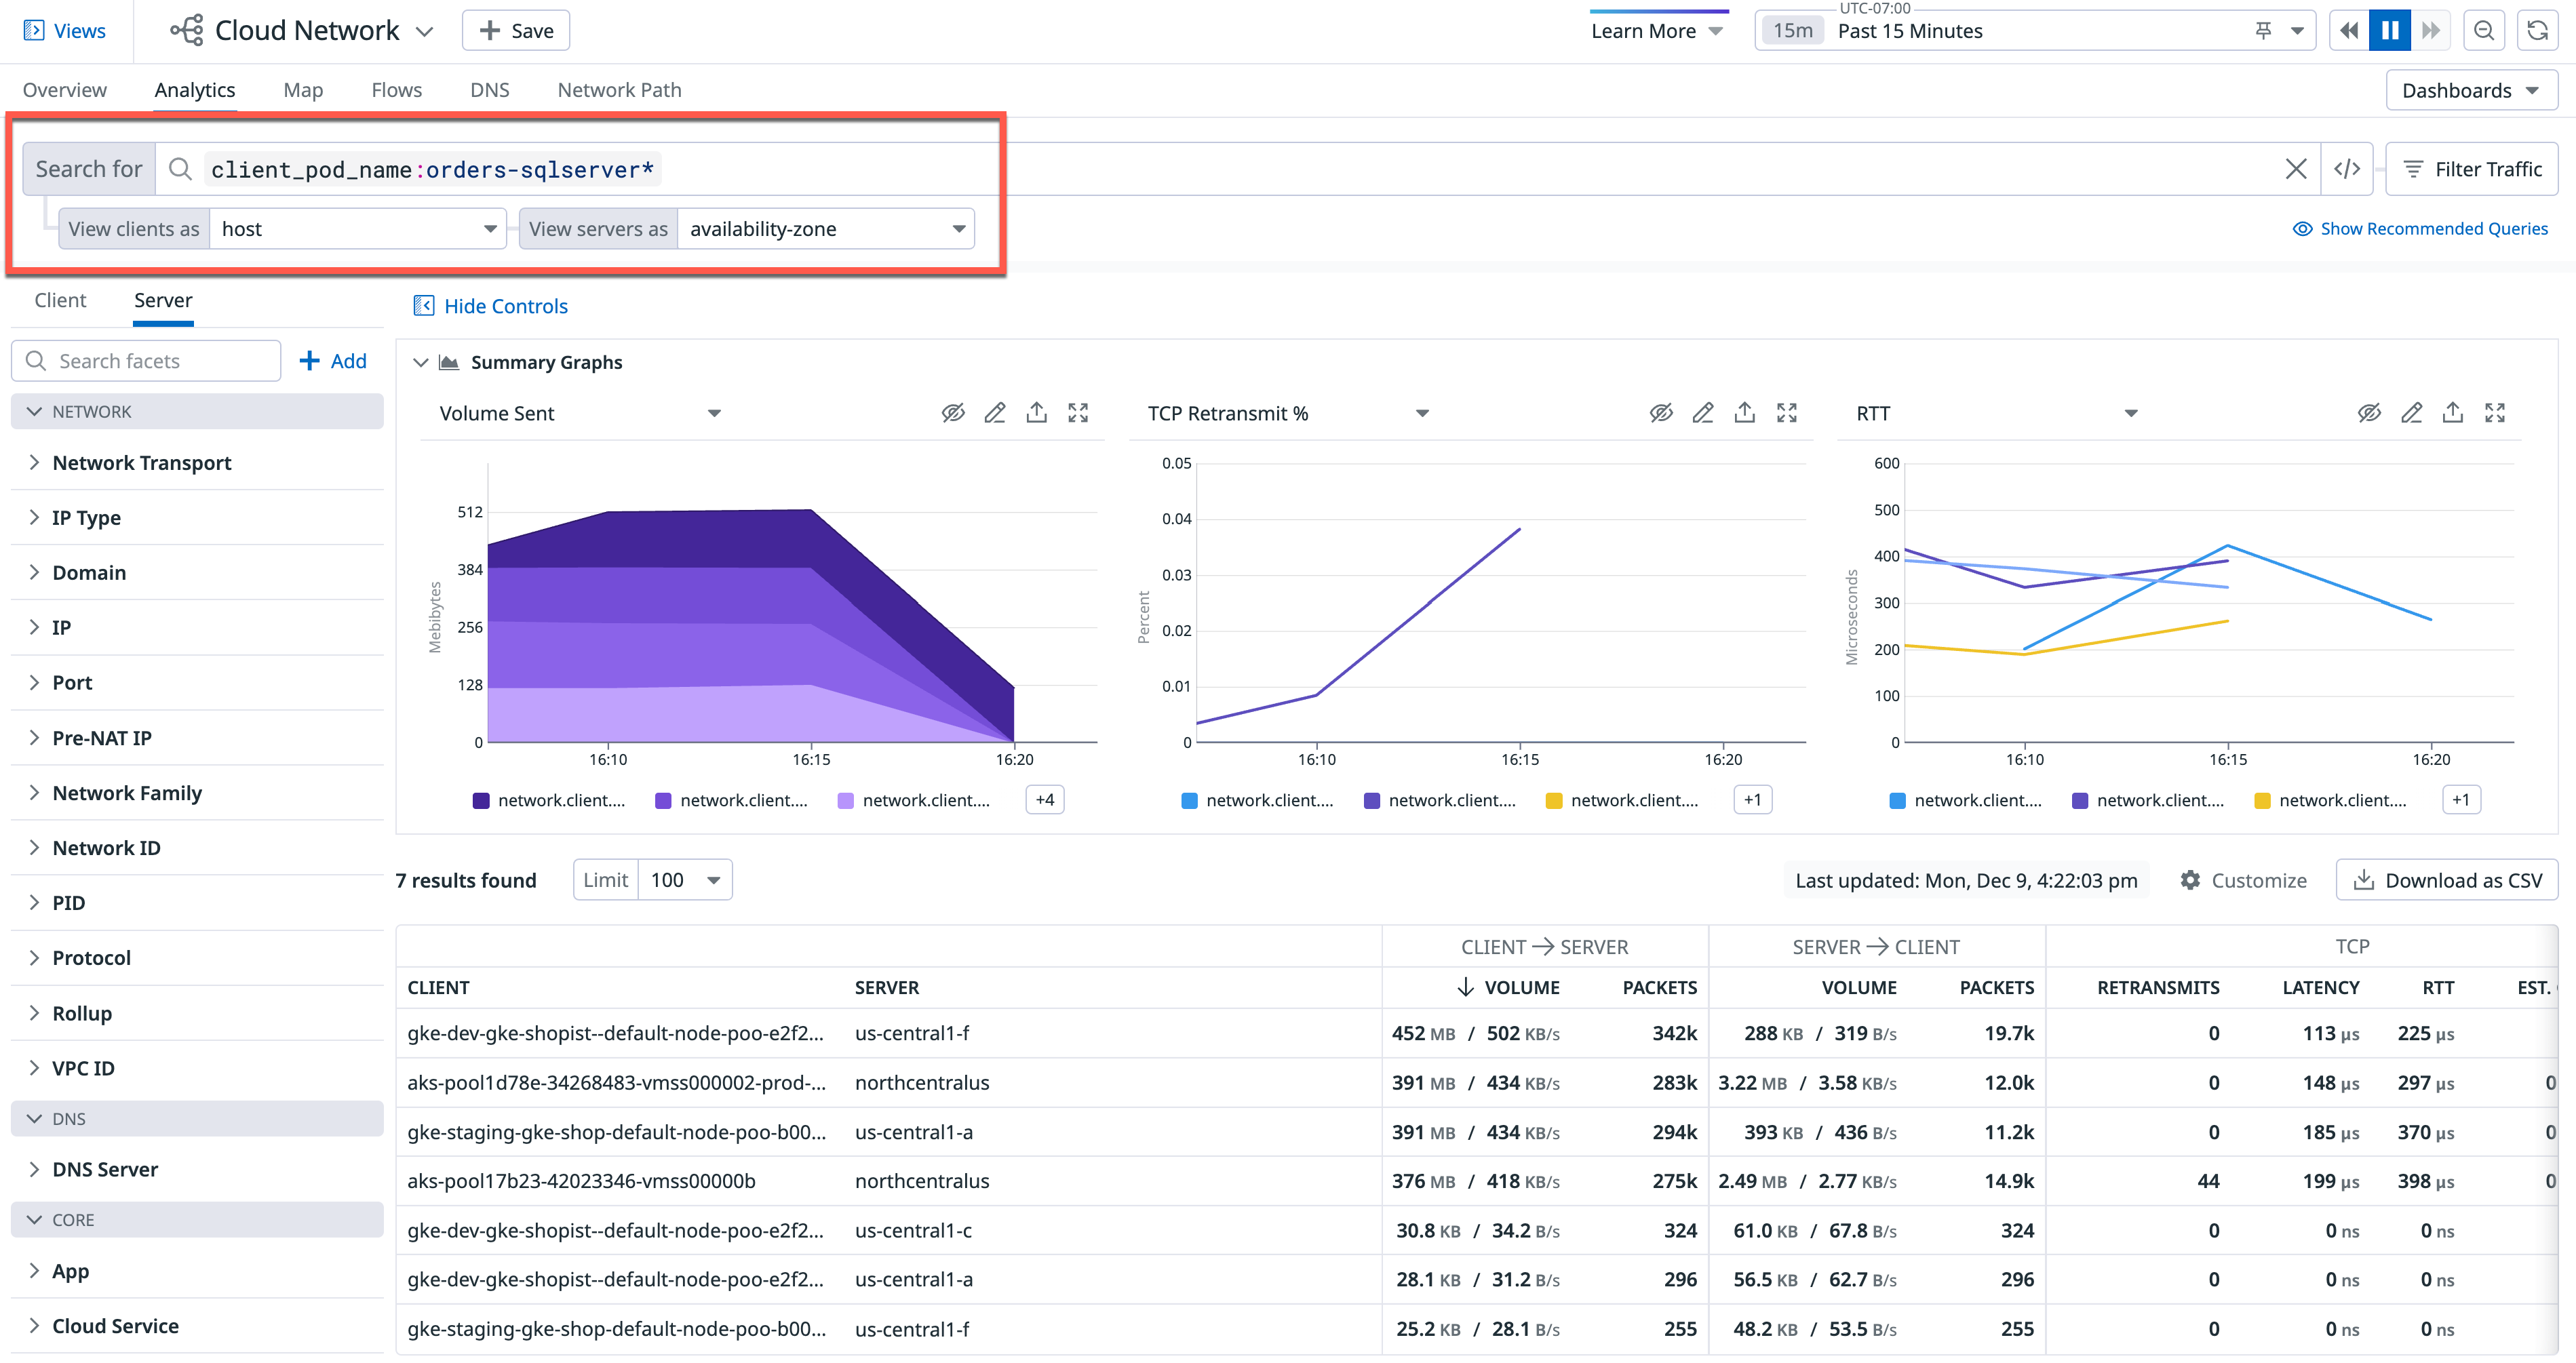 Views
Cloud Network
Save
Learn More
UTC-07:00
15m Past 15 Minutes
Overview Analytics Map Flows DNS Network Path
Dashboards
Search for client_pod_name:orders-sqlserver*
Filter Traffic
View clients as host View servers as availability-zone
Show Recommended Queries
Client Server
Hide Controls
Search facets
Add
NETWORK
Network Transport
IP Type
Domain
IP
Port
Pre-NAT IP
Network Family
Network ID
PID
Protocol
Rollup
VPC ID
DNS
DNS Server
CORE
App
Cloud Service
Summary Graphs
Volume Sent
Mebibytes
512
384
256
128
0
16:10 16:15 16:20
network.client.... network.client.... network.client.... +4
TCP Retransmit %
Percent
0.05
0.04
0.03
0.02
0.01
0
16:10 16:15 16:20
network.client.... network.client.... network.client.... +1
RTT
Microseconds
600
500
400
300
200
100
0
16:10 16:15 16:20
network.client.... network.client.... network.client.... +1
7 results found
Limit 100
Last updated: Mon, Dec 9, 4:22:03 pm
Customize
Download as CSV
CLIENT → SERVER SERVER → CLIENT TCP
CLIENT SERVER ↓ VOLUME PACKETS VOLUME PACKETS RETRANSMITS LATENCY RTT EST.
gke-dev-gke-shopist--default-node-poo-e2f2... us-central1-f 452 MB / 502 KB/s 342k 288 KB / 319 B/s 19.7k 0 113 µs 225 µs
aks-pool1d78e-34268483-vmss000002-prod-... northcentralus 391 MB / 434 KB/s 283k 3.22 MB / 3.58 KB/s 12.0k 0 148 µs 297 µs 0
gke-staging-gke-shop-default-node-poo-b00... us-central1-a 391 MB / 434 KB/s 294k 393 KB / 436 B/s 11.2k 0 185 µs 370 µs 0
aks-pool17b23-42023346-vmss00000b northcentralus 376 MB / 418 KB/s 275k 2.49 MB / 2.77 KB/s 14.9k 44 199 µs 398 µs 0
gke-dev-gke-shopist--default-node-poo-e2f2... us-central1-c 30.8 KB / 34.2 B/s 324 61.0 KB / 67.8 B/s 324 0 0 ns 0 ns
gke-dev-gke-shopist--default-node-poo-e2f2... us-central1-a 28.1 KB / 31.2 B/s 296 56.5 KB / 62.7 B/s 296 0 0 ns 0 ns
gke-staging-gke-shop-default-node-poo-b00... us-central1-f 25.2 KB / 28.1 B/s 255 48.2 KB / 53.5 B/s 255 0 0 ns 0 ns